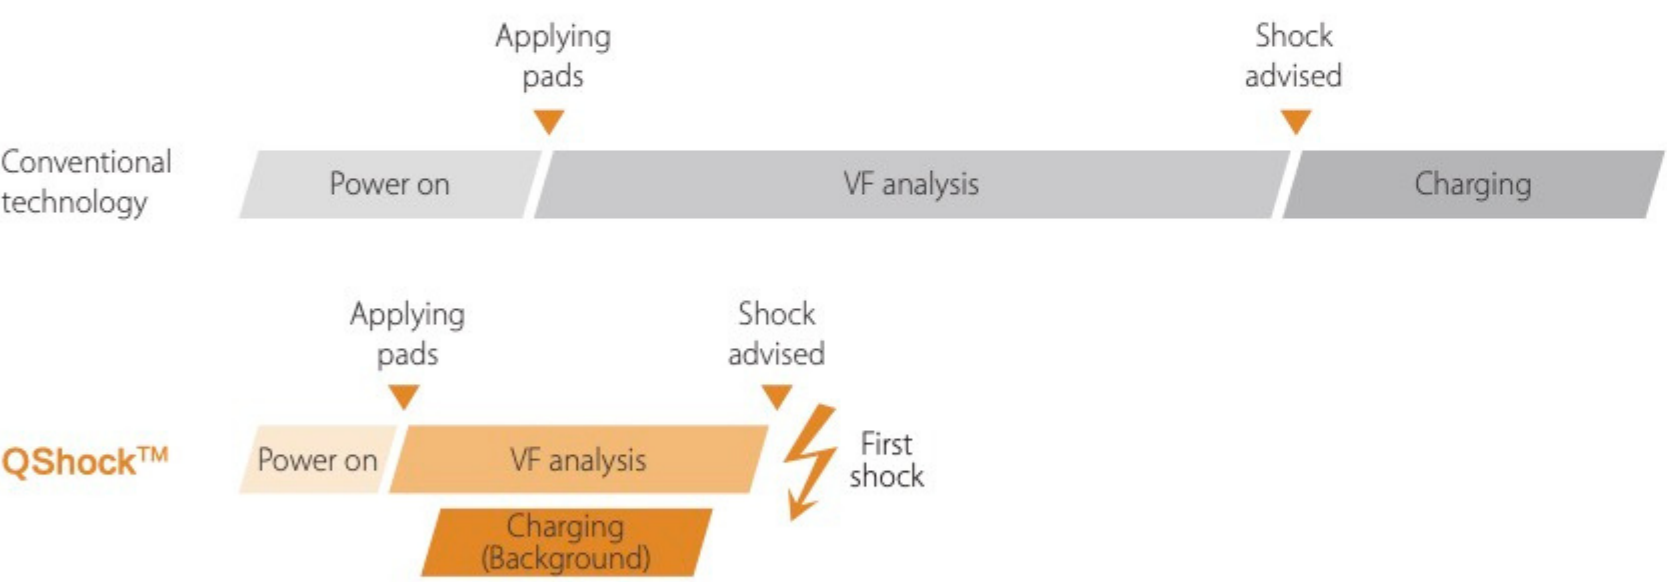 Applying
pads
Shock
advised
Conventional
technology
Power on
VF analysis
Charging
Applying
pads
Shock
advised
QShock™
Power on
VF analysis
First
shock
Charging
(Background)